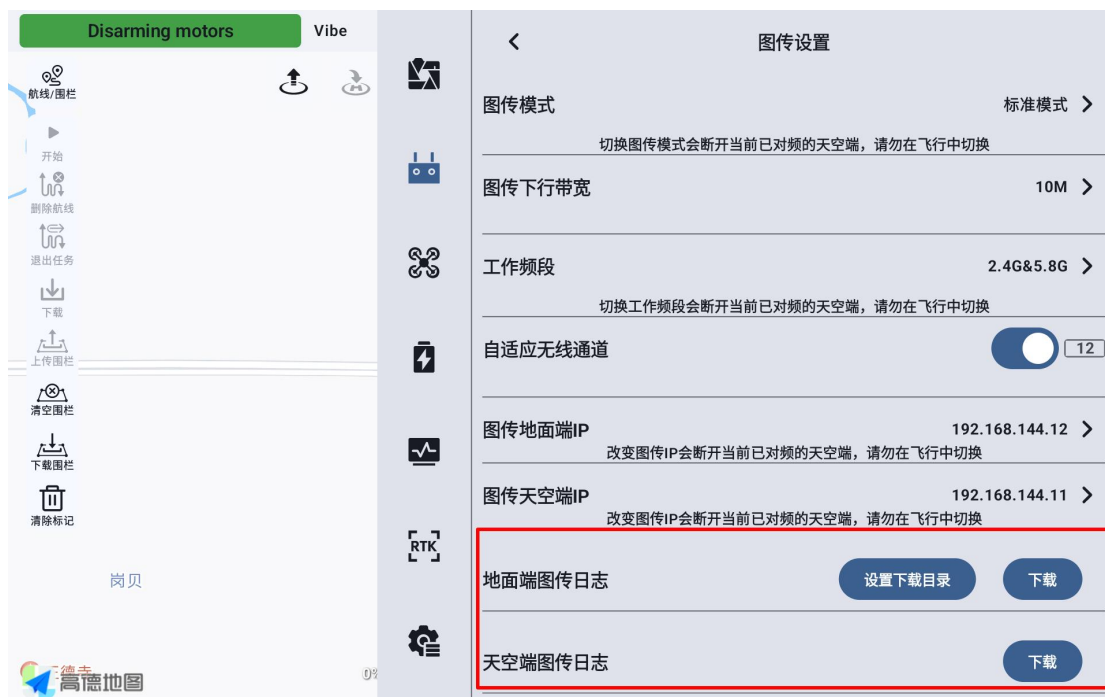 Disarming motors
Vibe
航线/围栏
开始
删除航线
退出任务
下载
上传围栏
清空围栏
下载围栏
清除标记
岗贝
高德地图
RTK
图传设置
图传模式
标准模式
切换图传模式会断开当前已对频的天空端，请勿在飞行中切换
图传下行带宽
10M
工作频段
2.4G&5.8G
切换工作频段会断开当前已对频的天空端，请勿在飞行中切换
自适应无线通道
12
图传地面端IP
192.168.144.12
改变图传IP会断开当前已对频的天空端，请勿在飞行中切换
图传天空端IP
192.168.144.11
改变图传IP会断开当前已对频的天空端，请勿在飞行中切换
地面端图传日志
设置下载目录
下载
天空端图传日志
下载